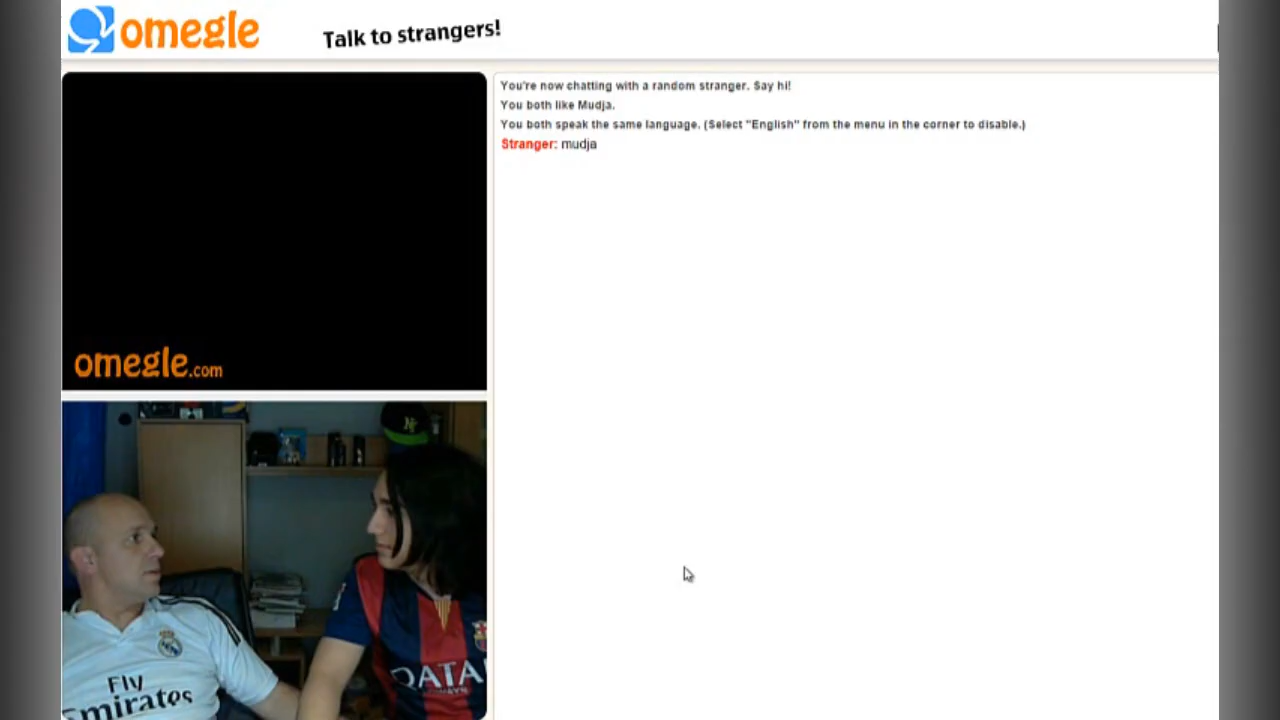 omegle
Talk to strangers!
You're now chatting with a random stranger. Say hi!
You both like Mudja.
You both speak the same language. (Select "English" from the menu in the corner to disable.)
Stranger: mudja
omegle.com
Fly
Emirates
QATAR
AIRWAYS